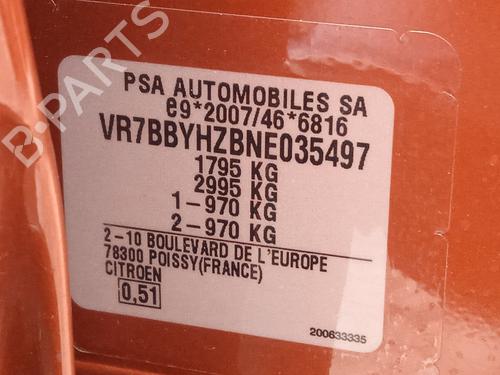 PSA AUTOMOBILES SA
e9*2007/46*6816
VR7BBYHZBNE035497
1795 KG
2995 KG
1-970 KG
2-970 KG
2-10 BOULEVARD DE L'EUROPE
78300 POISSY(FRANCE)
CITROEN
0,51
200633335
B-PARTS